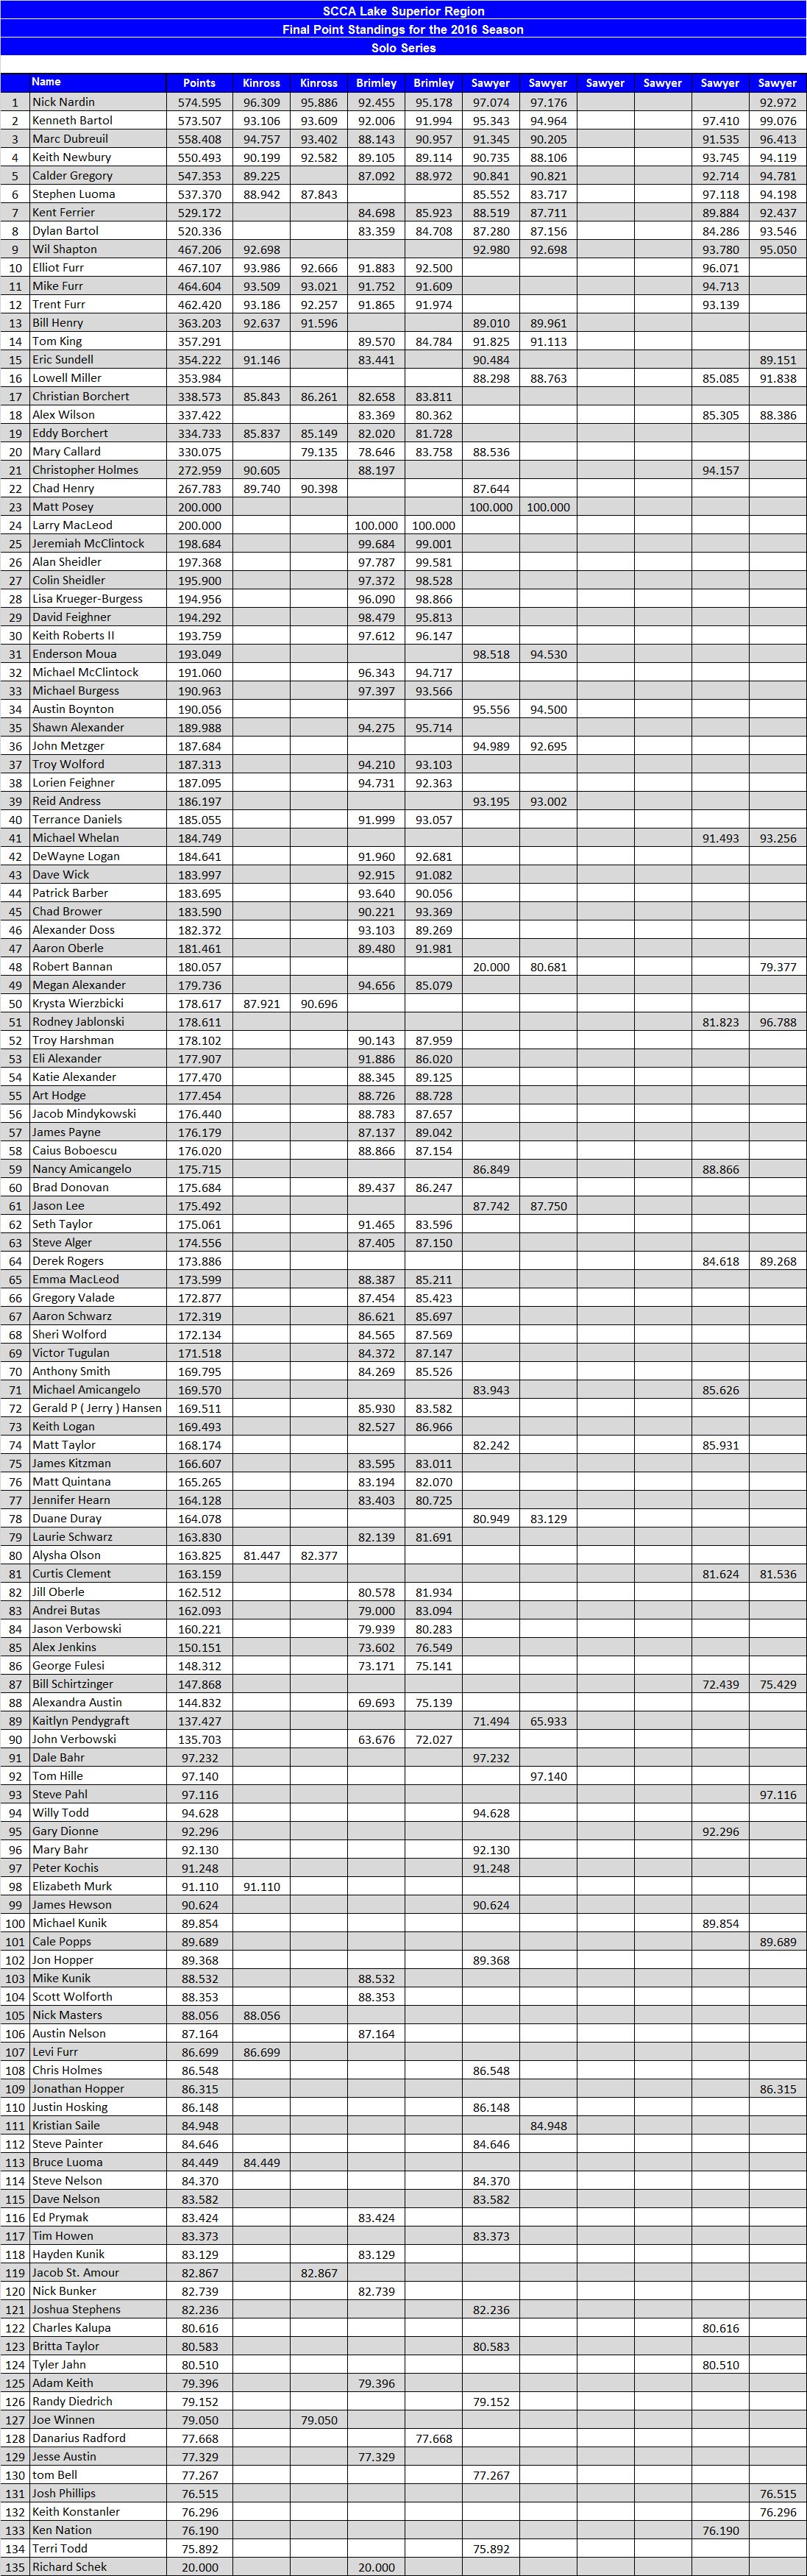 SCCA Lake Superior Region
Final Point Standings for the 2016 Season
Solo Series
Name Points Kinross Kinross Brimley Brimley Sawyer Sawyer Sawyer Sawyer Sawyer Sawyer
1 Nick Nardin 574.595 96.309 95.886 92.455 95.178 97.074 97.176 92.972
2 Kenneth Bartol 573.507 93.106 93.609 92.006 91.994 95.343 94.964 97.410 99.076
3 Marc Dubreuil 558.408 94.757 93.402 88.143 90.957 91.345 90.205 91.535 96.413
4 Keith Newbury 550.493 90.199 92.582 89.105 89.114 90.735 88.106 93.745 94.119
5 Calder Gregory 547.353 89.225 87.092 88.972 90.841 90.821 92.714 94.781
6 Stephen Luoma 537.370 88.942 87.843 85.552 83.717 97.118 94.198
7 Kent Ferrier 529.172 84.698 85.923 88.519 87.711 89.884 92.437
8 Dylan Bartol 520.336 83.359 84.708 87.280 87.156 84.286 93.546
9 Wil Shapton 467.206 92.698 92.980 92.698 93.780 95.050
10 Elliot Furr 467.107 93.986 92.666 91.883 92.500 96.071
11 Mike Furr 464.604 93.509 93.021 91.752 91.609 94.713
12 Trent Furr 462.420 93.186 92.257 91.865 91.974 93.139
13 Bill Henry 363.203 92.637 91.596 89.010 89.961
14 Tom King 357.291 89.570 84.784 91.825 91.113
15 Eric Sundell 354.222 91.146 83.441 90.484 89.151
16 Lowell Miller 353.984 88.298 88.763 85.085 91.838
17 Christian Borchert 338.573 85.843 86.261 82.658 83.811
18 Alex Wilson 337.422 83.369 80.362 85.305 88.386
19 Eddy Borchert 334.733 85.837 85.149 82.020 81.728
20 Mary Callard 330.075 79.135 78.646 83.758 88.536
21 Christopher Holmes 272.959 90.605 88.197 94.157
22 Chad Henry 267.783 89.740 90.398 87.644
23 Matt Posey 200.000 100.000 100.000
24 Larry MacLeod 200.000 100.000 100.000
25 Jeremiah McClintock 198.684 99.684 99.001
26 Alan Sheidler 197.368 97.787 99.581
27 Colin Sheidler 195.900 97.372 98.528
28 Lisa Krueger-Burgess 194.956 96.090 98.866
29 David Feighner 194.292 98.479 95.813
30 Keith Roberts II 193.759 97.612 96.147
31 Enderson Moua 193.049 98.518 94.530
32 Michael McClintock 191.060 96.343 94.717
33 Michael Burgess 190.963 97.397 93.566
34 Austin Boynton 190.056 95.556 94.500
35 Shawn Alexander 189.988 94.275 95.714
36 John Metzger 187.684 94.989 92.695
37 Troy Wolford 187.313 94.210 93.103
38 Lorien Feighner 187.095 94.731 92.363
39 Reid Andress 186.197 93.195 93.002
40 Terrance Daniels 185.055 91.999 93.057
41 Michael Whelan 184.749 91.493 93.256
42 DeWayne Logan 184.641 91.960 92.681
43 Dave Wick 183.997 92.915 91.082
44 Patrick Barber 183.695 93.640 90.056
45 Chad Brower 183.590 90.221 93.369
46 Alexander Doss 182.372 93.103 89.269
47 Aaron Oberle 181.461 89.480 91.981
48 Robert Bannan 180.057 20.000 80.681 79.377
49 Megan Alexander 179.736 94.656 85.079
50 Krysta Wierzbicki 178.617 87.921 90.696
51 Rodney Jablonski 178.611 81.823 96.788
52 Troy Harshman 178.102 90.143 87.959
53 Eli Alexander 177.907 91.886 86.020
54 Katie Alexander 177.470 88.345 89.125
55 Art Hodge 177.454 88.726 88.728
56 Jacob Mindykowski 176.440 88.783 87.657
57 James Payne 176.179 87.137 89.042
58 Caius Boboescu 176.020 88.866 87.154
59 Nancy Amicangelo 175.715 86.849 88.866
60 Brad Donovan 175.684 89.437 86.247
61 Jason Lee 175.492 87.742 87.750
62 Seth Taylor 175.061 91.465 83.596
63 Steve Alger 174.556 87.405 87.150
64 Derek Rogers 173.886 84.618 89.268
65 Emma MacLeod 173.599 88.387 85.211
66 Gregory Valade 172.877 87.454 85.423
67 Aaron Schwarz 172.319 86.621 85.697
68 Sheri Wolford 172.134 84.565 87.569
69 Victor Tugulan 171.518 84.372 87.147
70 Anthony Smith 169.795 84.269 85.526
71 Michael Amicangelo 169.570 83.943 85.626
72 Gerald P ( Jerry ) Hansen 169.511 85.930 83.582
73 Keith Logan 169.493 82.527 86.966
74 Matt Taylor 168.174 82.242 85.931
75 James Kitzman 166.607 83.595 83.011
76 Matt Quintana 165.265 83.194 82.070
77 Jennifer Hearn 164.128 83.403 80.725
78 Duane Duray 164.078 80.949 83.129
79 Laurie Schwarz 163.830 82.139 81.691
80 Alysha Olson 163.825 81.447 82.377
81 Curtis Clement 163.159 81.624 81.536
82 Jill Oberle 162.512 80.578 81.934
83 Andrei Butas 162.093 79.000 83.094
84 Jason Verbowski 160.221 79.939 80.283
85 Alex Jenkins 150.151 73.602 76.549
86 George Fulesi 148.312 73.171 75.141
87 Bill Schirtzinger 147.868 72.439 75.429
88 Alexandra Austin 144.832 69.693 75.139
89 Kaitlyn Pendygraft 137.427 71.494 65.933
90 John Verbowski 135.703 63.676 72.027
91 Dale Bahr 97.232 97.232
92 Tom Hille 97.140 97.140
93 Steve Pahl 97.116 97.116
94 Willy Todd 94.628 94.628
95 Gary Dionne 92.296 92.296
96 Mary Bahr 92.130 92.130
97 Peter Kochis 91.248 91.248
98 Elizabeth Murk 91.110 91.110
99 James Hewson 90.624 90.624
100 Michael Kunik 89.854 89.854
101 Cale Popps 89.689 89.689
102 Jon Hopper 89.368 89.368
103 Mike Kunik 88.532 88.532
104 Scott Wolforth 88.353 88.353
105 Nick Masters 88.056 88.056
106 Austin Nelson 87.164 87.164
107 Levi Furr 86.699 86.699
108 Chris Holmes 86.548 86.548
109 Jonathan Hopper 86.315 86.315
110 Justin Hosking 86.148 86.148
111 Kristian Saile 84.948 84.948
112 Steve Painter 84.646 84.646
113 Bruce Luoma 84.449 84.449
114 Steve Nelson 84.370 84.370
115 Dave Nelson 83.582 83.582
116 Ed Prymak 83.424 83.424
117 Tim Howen 83.373 83.373
118 Hayden Kunik 83.129 83.129
119 Jacob St. Amour 82.867 82.867
120 Nick Bunker 82.739 82.739
121 Joshua Stephens 82.236 82.236
122 Charles Kalupa 80.616 80.616
123 Britta Taylor 80.583 80.583
124 Tyler Jahn 80.510 80.510
125 Adam Keith 79.396 79.396
126 Randy Diedrich 79.152 79.152
127 Joe Winnen 79.050 79.050
128 Danarius Radford 77.668 77.668
129 Jesse Austin 77.329 77.329
130 tom Bell 77.267 77.267
131 Josh Phillips 76.515 76.515
132 Keith Konstanler 76.296 76.296
133 Ken Nation 76.190 76.190
134 Terri Todd 75.892 75.892
135 Richard Schek 20.000 20.000